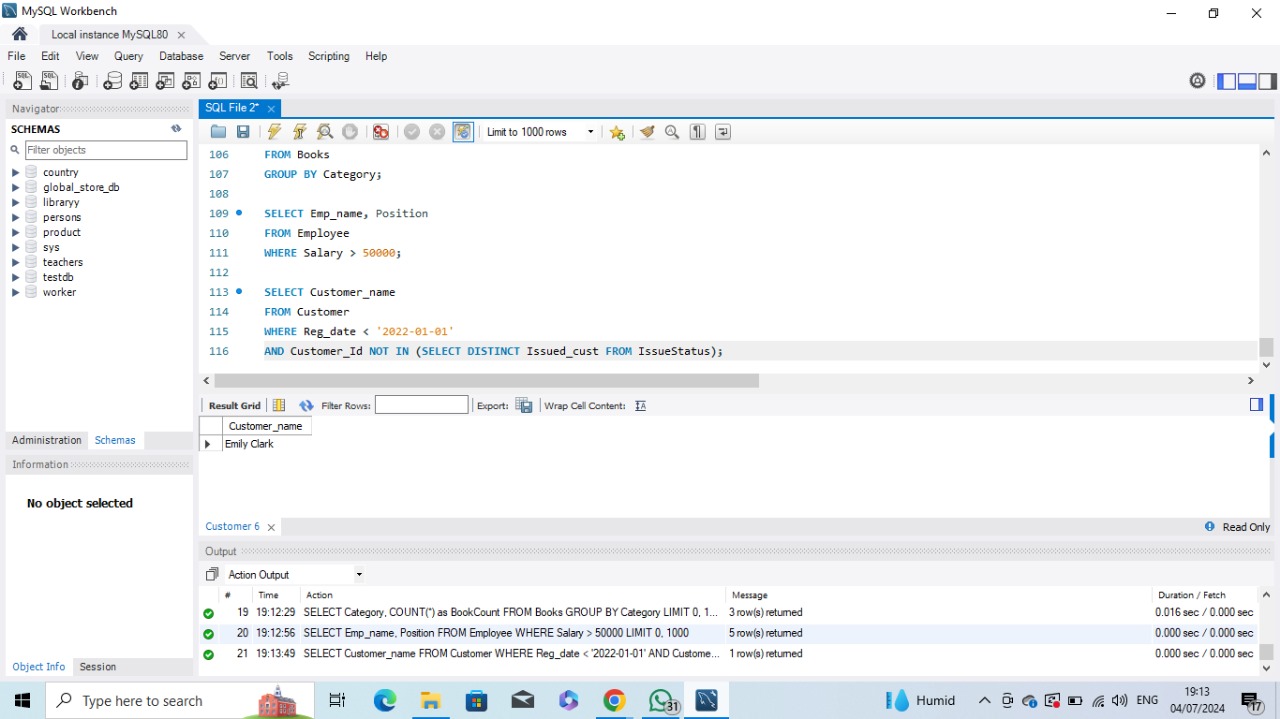 MySQL Workbench
Local instance MySQL80
File Edit View Query Database Server Tools Scripting Help
Navigator
SCHEMAS
Filter objects
country
global_store_db
libraryy
persons
product
sys
teachers
testdb
worker
Administration Schemas
Information
No object selected
Object Info Session
SQL File 2*
Limit to 1000 rows
106 FROM Books
107 GROUP BY Category;
108
109 SELECT Emp_name, Position
110 FROM Employee
111 WHERE Salary > 50000;
112
113 SELECT Customer_name
114 FROM Customer
115 WHERE Reg_date < '2022-01-01'
116 AND Customer_Id NOT IN (SELECT DISTINCT Issued_cust FROM IssueStatus);
Result Grid Filter Rows: Export: Wrap Cell Content:
Customer_name
Emily Clark
Customer 6 Read Only
Output
Action Output
# Time Action Message Duration / Fetch
19 19:12:29 SELECT Category, COUNT(*) as BookCount FROM Books GROUP BY Category LIMIT 0, 1... 3 row(s) returned 0.016 sec / 0.000 sec
20 19:12:56 SELECT Emp_name, Position FROM Employee WHERE Salary > 50000 LIMIT 0, 1000 5 row(s) returned 0.000 sec / 0.000 sec
21 19:13:49 SELECT Customer_name FROM Customer WHERE Reg_date < '2022-01-01' AND Custome... 1 row(s) returned 0.000 sec / 0.000 sec
Type here to search
31
Humid
ENG
9:13
04/07/2024
17